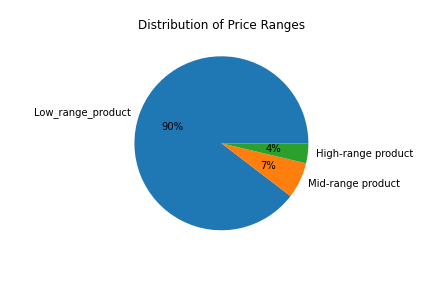 Distribution of Price Ranges
Low_range_product
90%
4%
High-range product
7%
Mid-range product